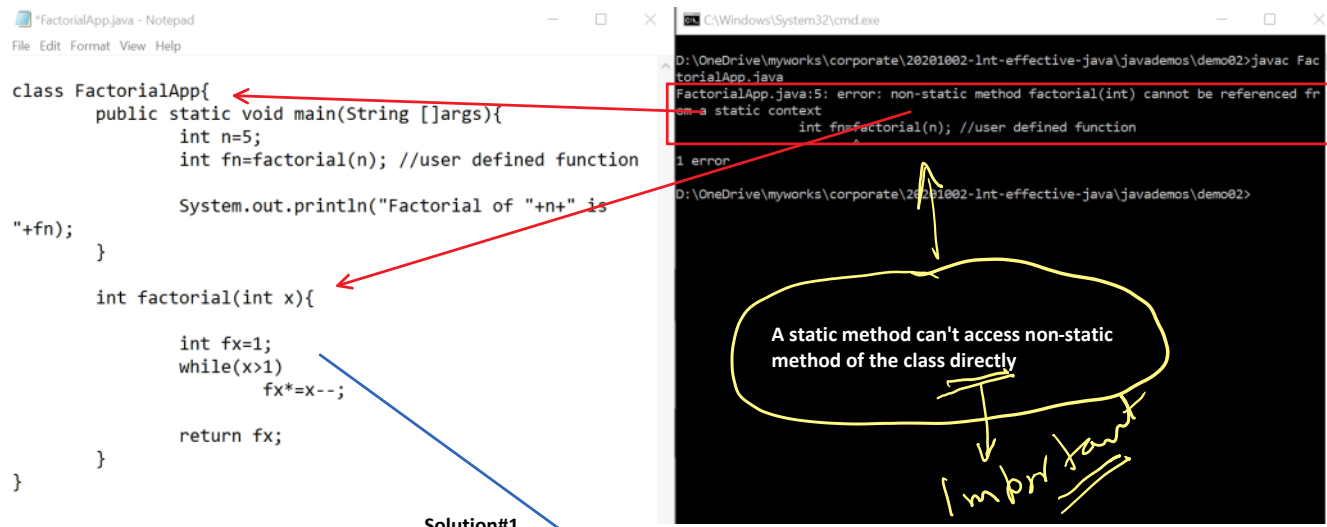 *FactorialApp.java - Notepad
File Edit Format View Help
class FactorialApp{
public static void main(String []args){
int n=5;
int fn=factorial(n); //user defined function
System.out.println("Factorial of "+n+" is
"+fn);
}
int factorial(int x){
int fx=1;
while(x>1)
fx*=x--;
return fx;
}
}
Solution#1
C:\Windows\System32\cmd.exe
D:\OneDrive\myworks\corporate\20201002-lnt-effective-java\javademos\demo02>javac Fac
torialApp.java
FactorialApp.java:5: error: non-static method factorial(int) cannot be referenced fr
om a static context
int fn=factorial(n); //user defined function
^
1 error
D:\OneDrive\myworks\corporate\20201002-lnt-effective-java\javademos\demo02>
A static method can't access non-static
method of the class directly
Important